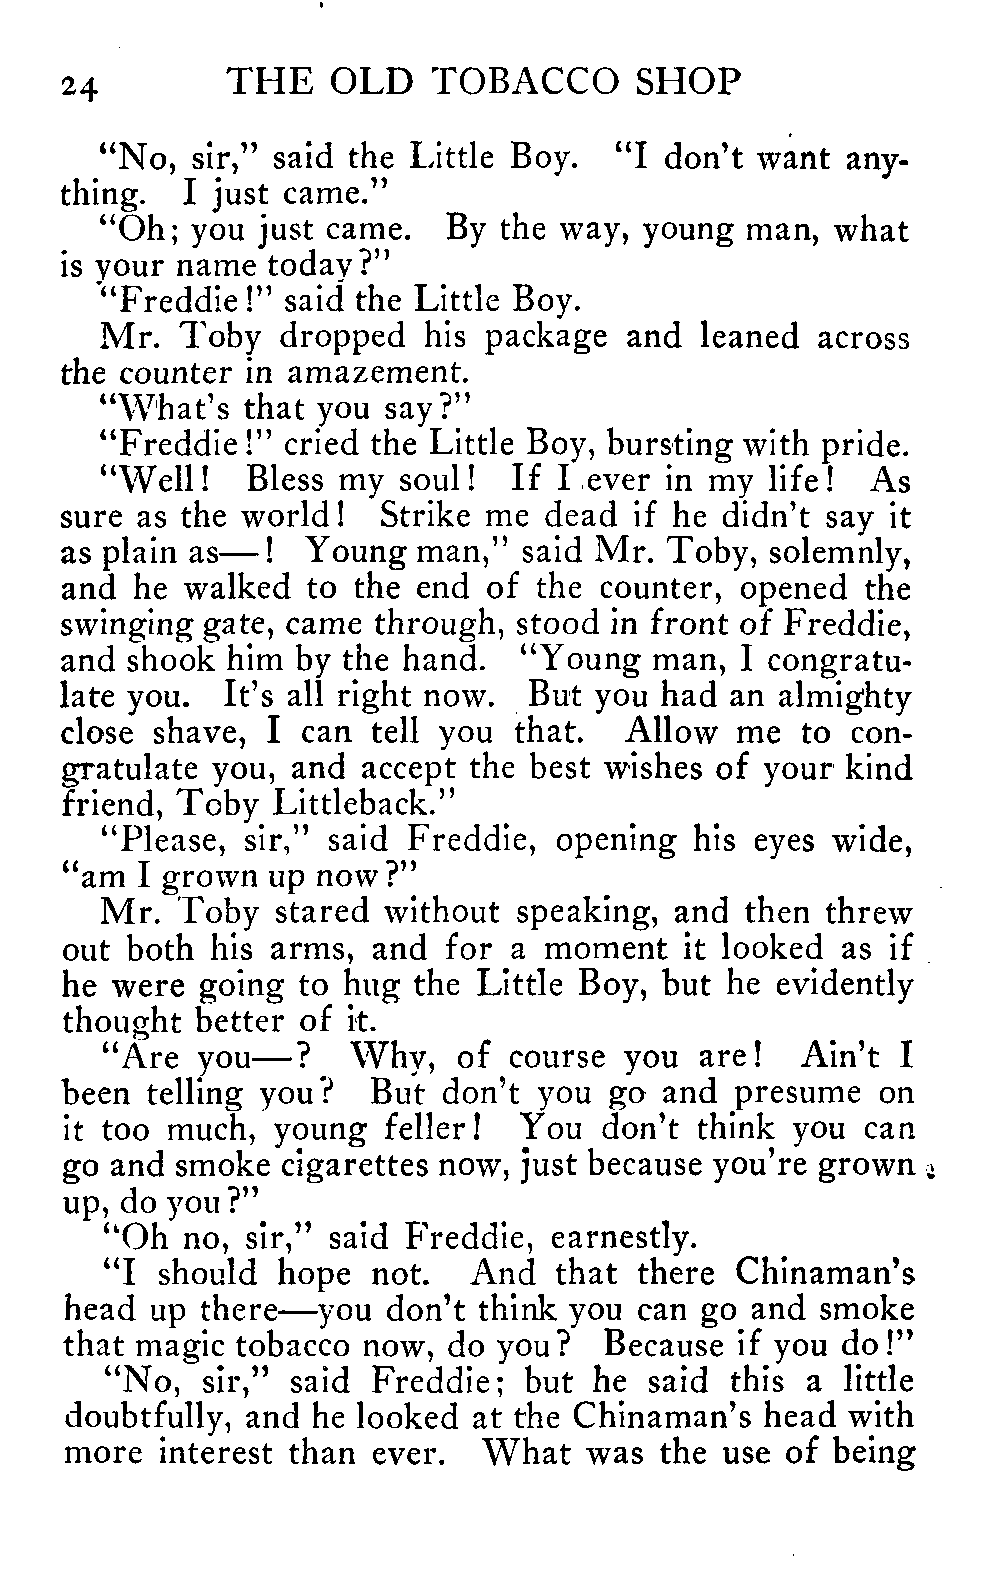 24 THE OLD TOBACCO SHOP
"No, sir," said the Little Boy. "I don't want any-
thing. I just came."
"Oh; you just came. By the way, young man, what
is your name today?"
"Freddie!" said the Little Boy.
Mr. Toby dropped his package and leaned across
the counter in amazement.
"What's that you say?"
"Freddie!" cried the Little Boy, bursting with pride.
"Well! Bless my soul! If I ever in my life! As
sure as the world! Strike me dead if he didn't say it
as plain as—! Young man," said Mr. Toby, solemnly,
and he walked to the end of the counter, opened the
swinging gate, came through, stood in front of Freddie,
and shook him by the hand. "Young man, I congratu-
late you. It's all right now. But you had an almighty
close shave, I can tell you that. Allow me to con-
gratulate you, and accept the best wishes of your kind
friend, Toby Littleback."
"Please, sir," said Freddie, opening his eyes wide,
"am I grown up now?"
Mr. Toby stared without speaking, and then threw
out both his arms, and for a moment it looked as if
he were going to hug the Little Boy, but he evidently
thought better of it.
"Are you—? Why, of course you are! Ain't I
been telling you? But don't you go and presume on
it too much, young feller! You don't think you can
go and smoke cigarettes now, just because you're grown
up, do you?"
"Oh no, sir," said Freddie, earnestly.
"I should hope not. And that there Chinaman's
head up there—you don't think you can go and smoke
that magic tobacco now, do you? Because if you do!"
"No, sir," said Freddie; but he said this a little
doubtfully, and he looked at the Chinaman's head with
more interest than ever. What was the use of being